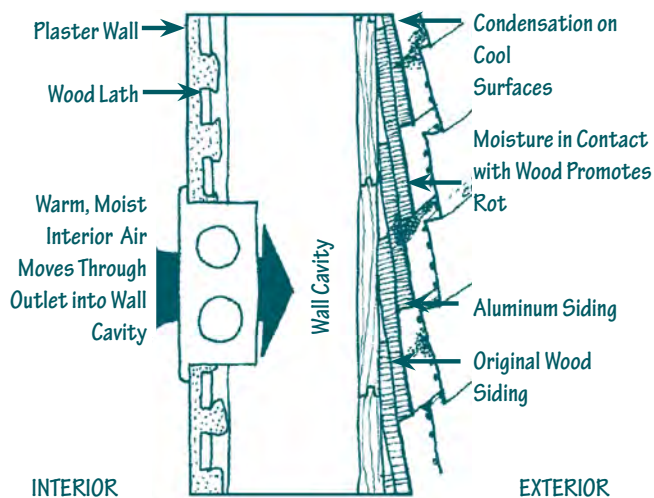 Plaster Wall
Wood Lath
Warm, Moist
Interior Air
Moves Through
Outlet into Wall
Cavity
Wall Cavity
Condensation on
Cool
Surfaces
Moisture in Contact
with Wood Promotes
Rot
Aluminum Siding
Original Wood
Siding
INTERIOR
EXTERIOR